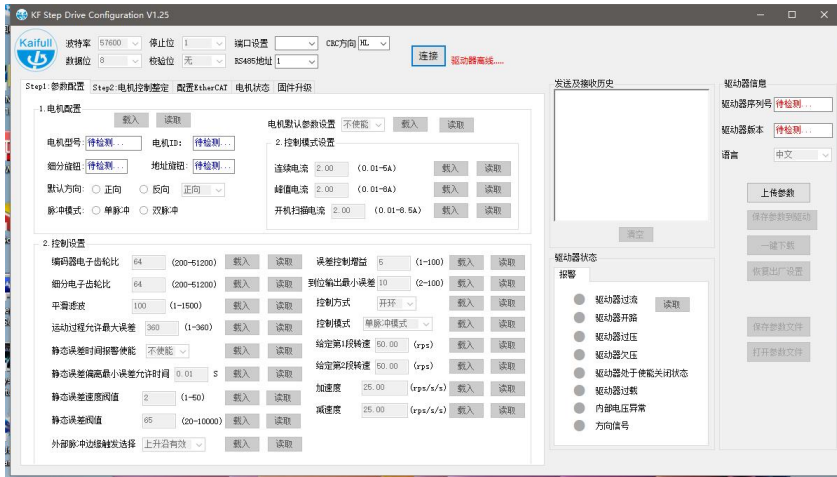 KF Step Drive Configuration V1.25
Kaifull
波特率 57600 停止位 1 端口设置 CRC方向 HL
数据位 8 校验位 无 RS485地址 1 连接 驱动器离线.....
Step1:参数配置 Step2:电机控制整定 配置EtherCAT 电机状态 固件升级
1.电机配置
载入 读取
电机型号: 待检测... 电机ID: 待检测...
细分旋钮: 待检测... 地址旋钮: 待检测...
默认方向: 正向 反向 正向
脉冲模式: 单脉冲 双脉冲
电机默认参数设置 不使能 载入 读取
2.控制模式设置
连续电流 2.00 (0.01-5A) 载入 读取
峰值电流 2.00 (0.01-6A) 载入 读取
开机扫描电流 2.00 (0.01-6.5A) 载入 读取
2.控制设置
编码器电子齿轮比 64 (200-51200) 载入 读取
细分电子齿轮比 64 (200-51200) 载入 读取
平滑滤波 100 (1-1500) 载入 读取
运动过程允许最大误差 360 (1-360) 载入 读取
静态误差时间报警使能 不使能 载入 读取
静态误差偏离最小误差允许时间 0.01 S 载入 读取
静态误差速度阀值 2 (1-50) 载入 读取
静态误差阀值 65 (20-10000) 载入 读取
外部脉冲边缘触发选择 上升沿有效 载入 读取
误差控制增益 5 (1-100) 载入 读取
到位输出最小误差 10 (2-100) 载入 读取
控制方式 开环 载入 读取
控制模式 单脉冲模式 载入 读取
给定第1段转速 60.00 (rps) 载入 读取
给定第2段转速 60.00 (rps) 载入 读取
加速度 25.00 (rps/s/s) 载入 读取
减速度 25.00 (rps/s/s) 载入 读取
发送及接收历史
清空
驱动器状态
报警
驱动器过流 读取
驱动器开路
驱动器过压
驱动器欠压
驱动器处于使能关闭状态
驱动器过载
内部电压异常
方向信号
驱动器信息
驱动器序列号 待检测...
驱动器版本 待检测...
语言 中文
上传参数
保存参数到驱动
一键下载
恢复出厂设置
保存参数文件
打开参数文件